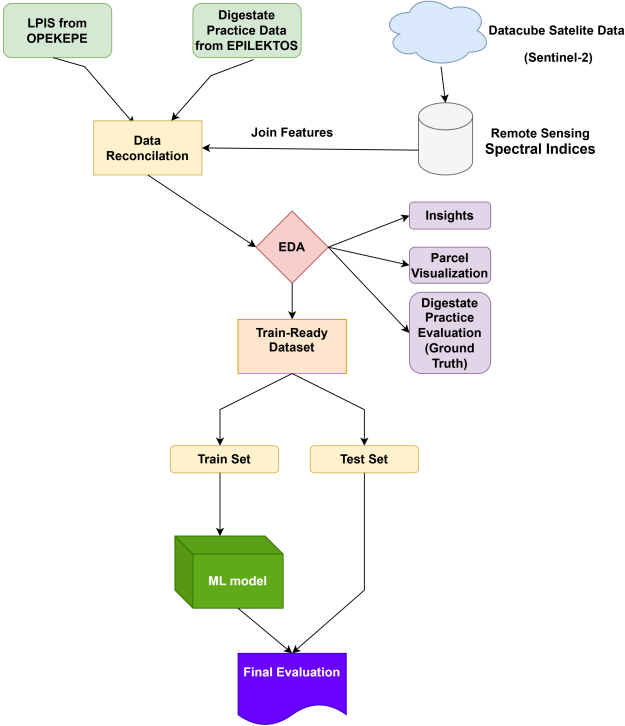 LPIS from
OPEKEPE
Digestate
Practice Data
from EPILEKTOS
Datacube Satelite Data
(Sentinel-2)
Data
Reconcilation
Join Features
Remote Sensing
Spectral Indices
EDA
Insights
Parcel
Visualization
Digestate
Practice
Evaluation
(Ground
Truth)
Train-Ready
Dataset
Train Set
Test Set
ML model
Final Evaluation